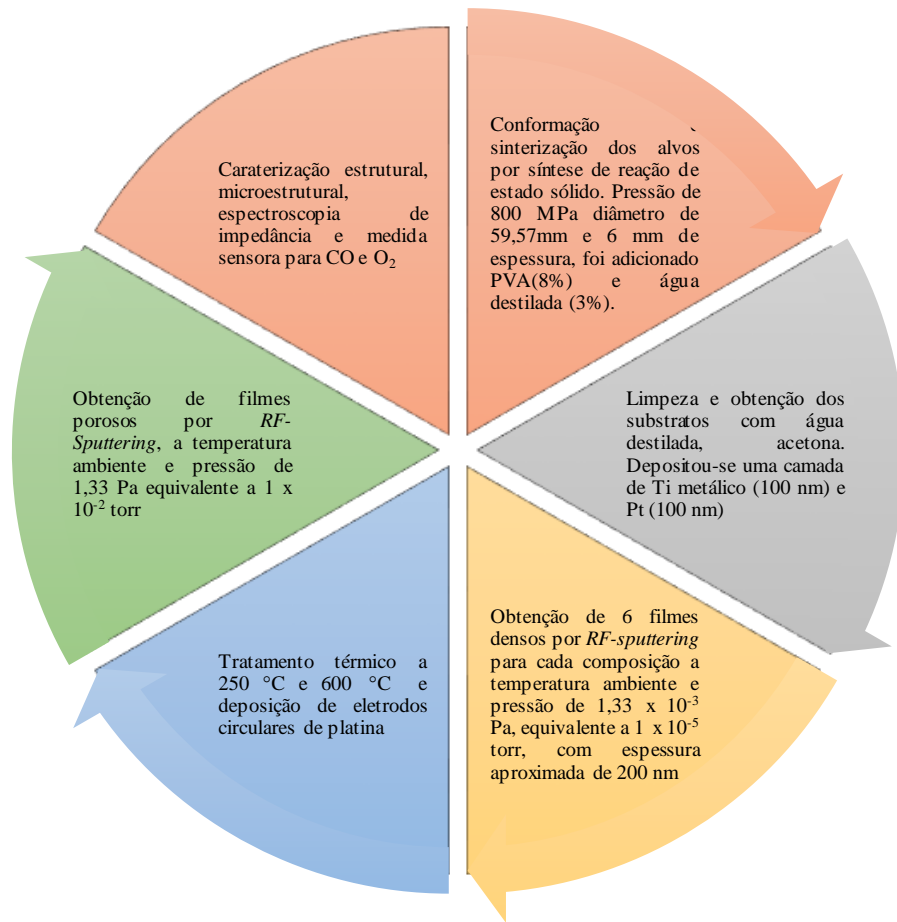 Conformação
sinterização dos alvos
por síntese de reação de
estado sólido. Pressão de
800 MPa diâmetro de
59,57mm e 6 mm de
espessura, foi adicionado
PVA(8%) e água
destilada (3%).
Limpeza e obtenção dos
substratos com água
destilada, acetona.
Depositou-se uma camada
de Ti metálico (100 nm) e
Pt (100 nm)
Obtenção de 6 filmes
densos por RF-sputtering
para cada composição a
temperatura ambiente e
pressão de 1,33 x 10-3
Pa, equivalente a 1 x 10-5
torr, com espessura
aproximada de 200 nm
Tratamento térmico a
250 °C e 600 °C e
deposição de eletrodos
circulares de platina
Obtenção de filmes
porosos por RF-
Sputtering, a temperatura
ambiente e pressão de
1,33 Pa equivalente a 1 x
10-2 torr
Caraterização estrutural,
microestrutural,
espectroscopia de
impedância e medida
sensora para CO e O2